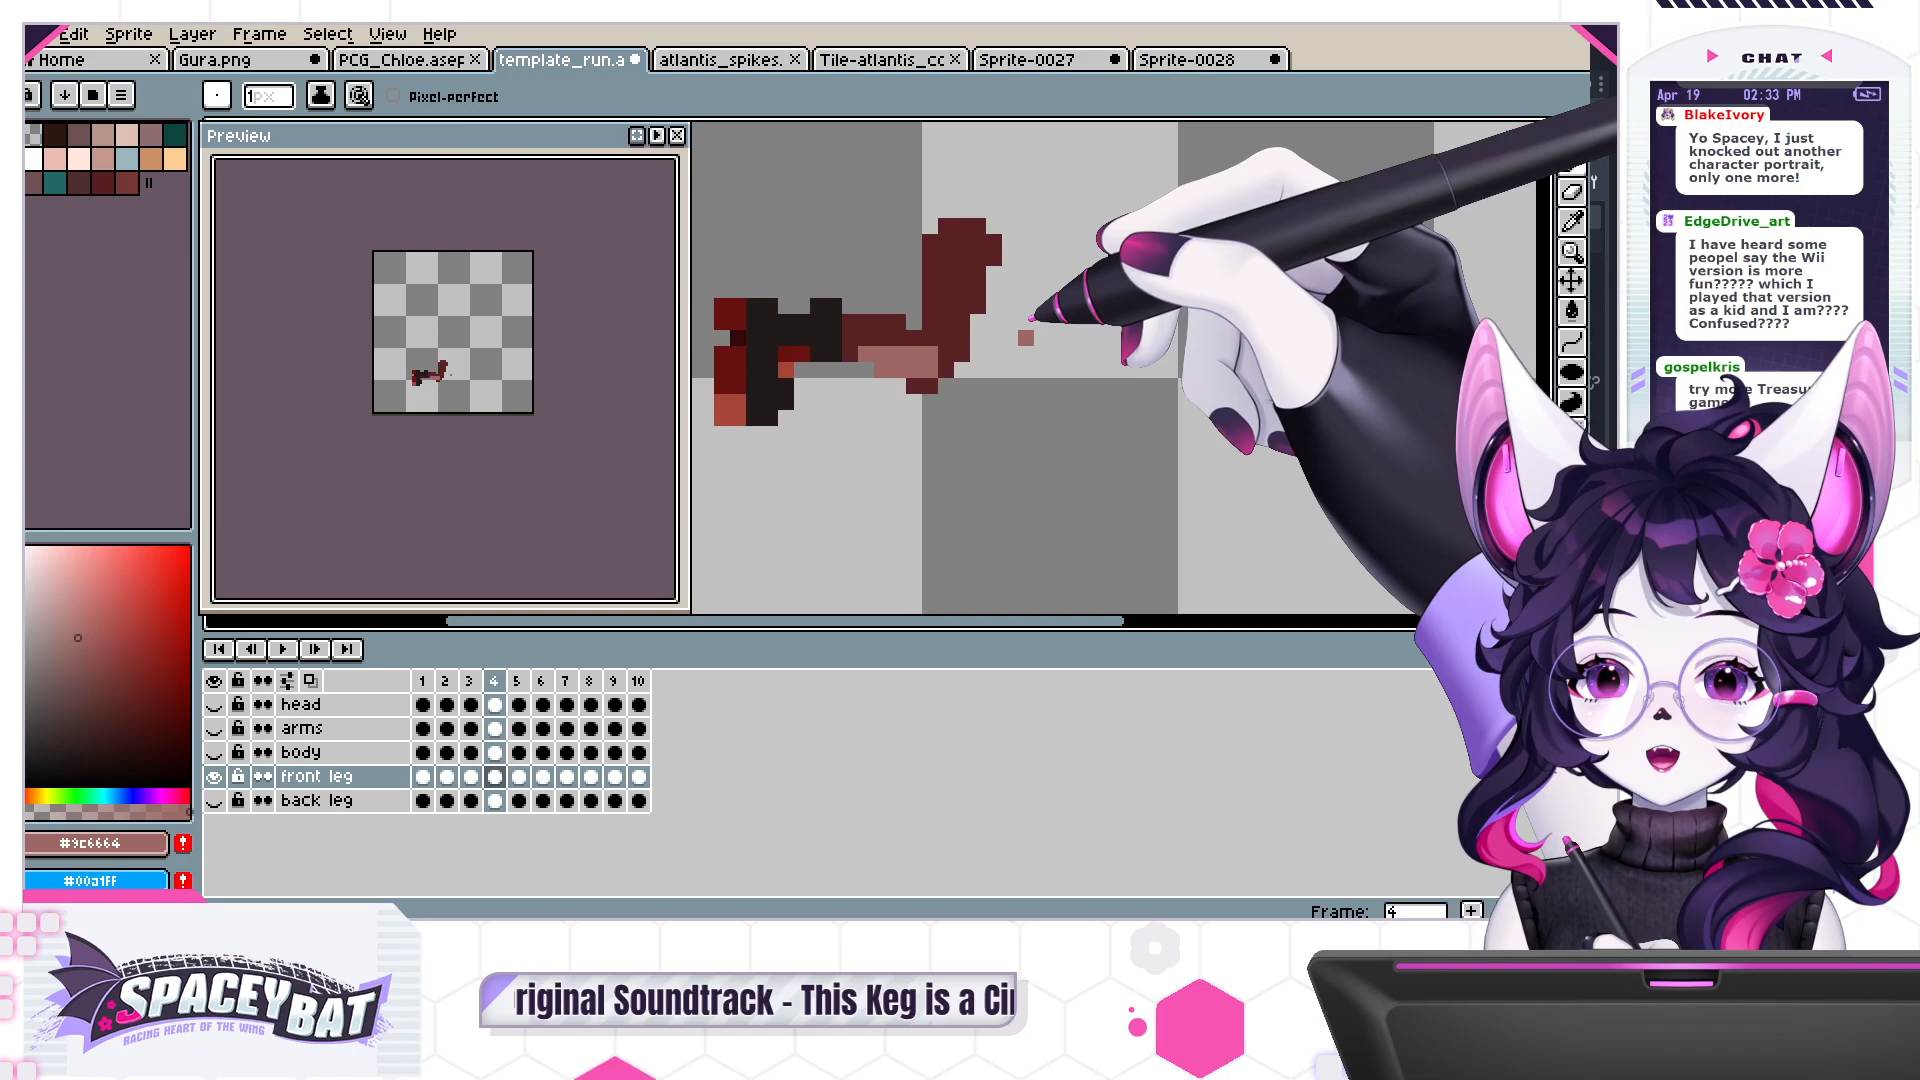 Edit Sprite Layer Frame Select View Help
Home Gura.png PCG_Chloe.asep template_run.a atlantis_spikes. Tile-atlantis_cc Sprite-0027 Sprite-0028
1px Pixel-perfect
Preview
1 2 3 4 5 6 7 8 9 10
head
arms
body
front leg
back leg
#9c6664
#00a1FF
Frame: 4 +
CHAT
Apr 19 02:33 PM
BlakeIvory
Yo Spacey, I just
knocked out another
character portrait,
only one more!
EdgeDrive_art
I have heard some
peopel say the Wii
version is more
fun????? which I
played that version
as a kid and I am????
Confused????
gospelkris
try more Treasu
game
SPACEYBAT
RACING HEART OF THE WING
riginal Soundtrack - This Keg is a Ci